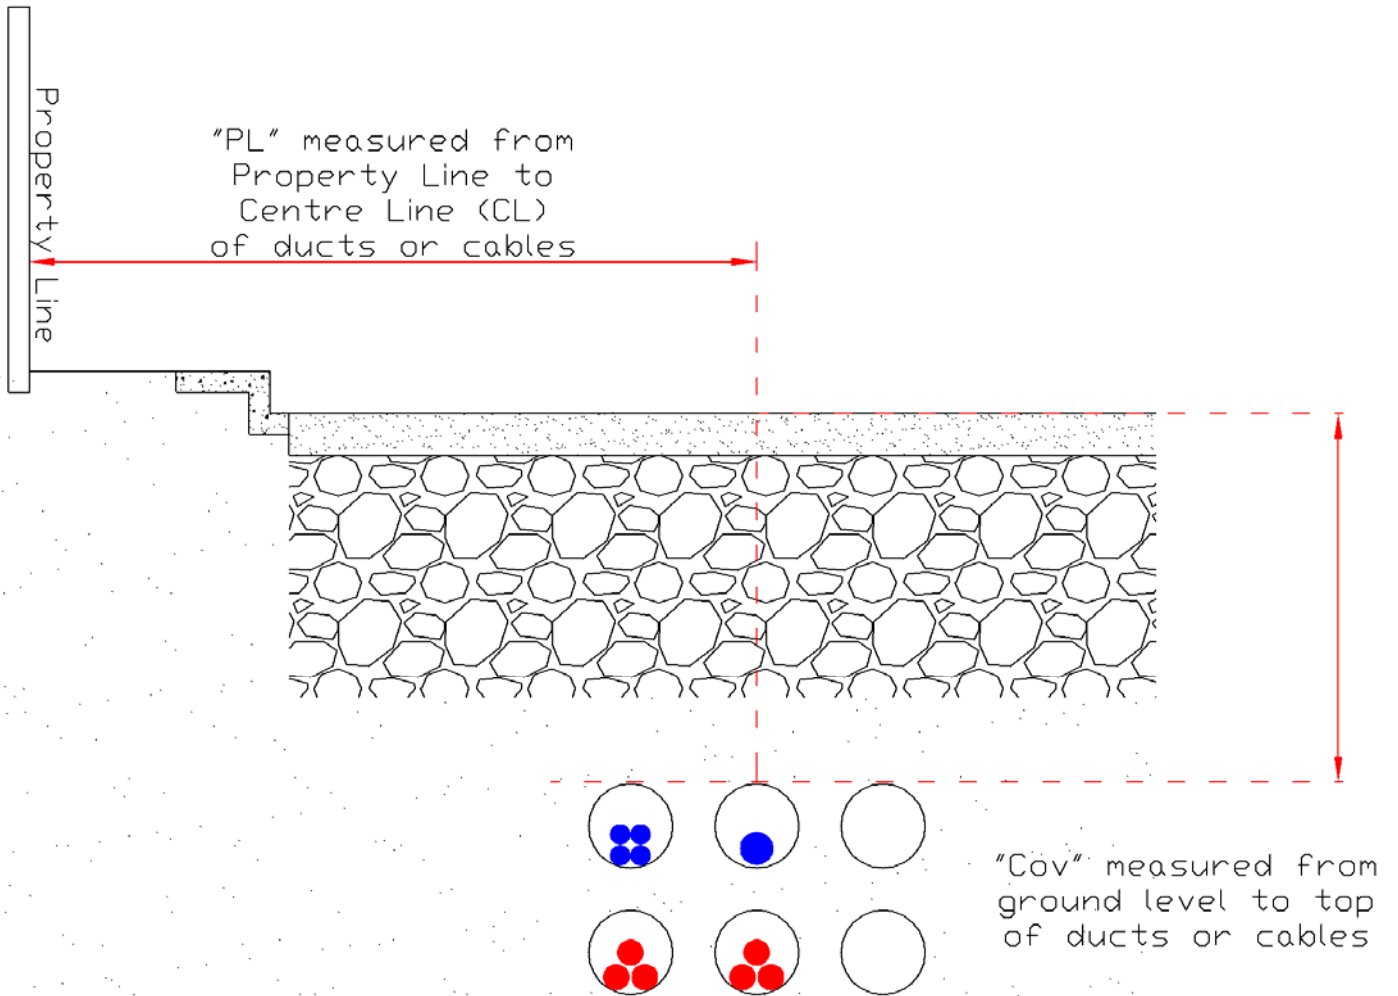 Property Line
"PL" measured from
Property Line to
Centre Line (CL)
of ducts or cables
"Cov" measured from
ground level to top
of ducts or cables